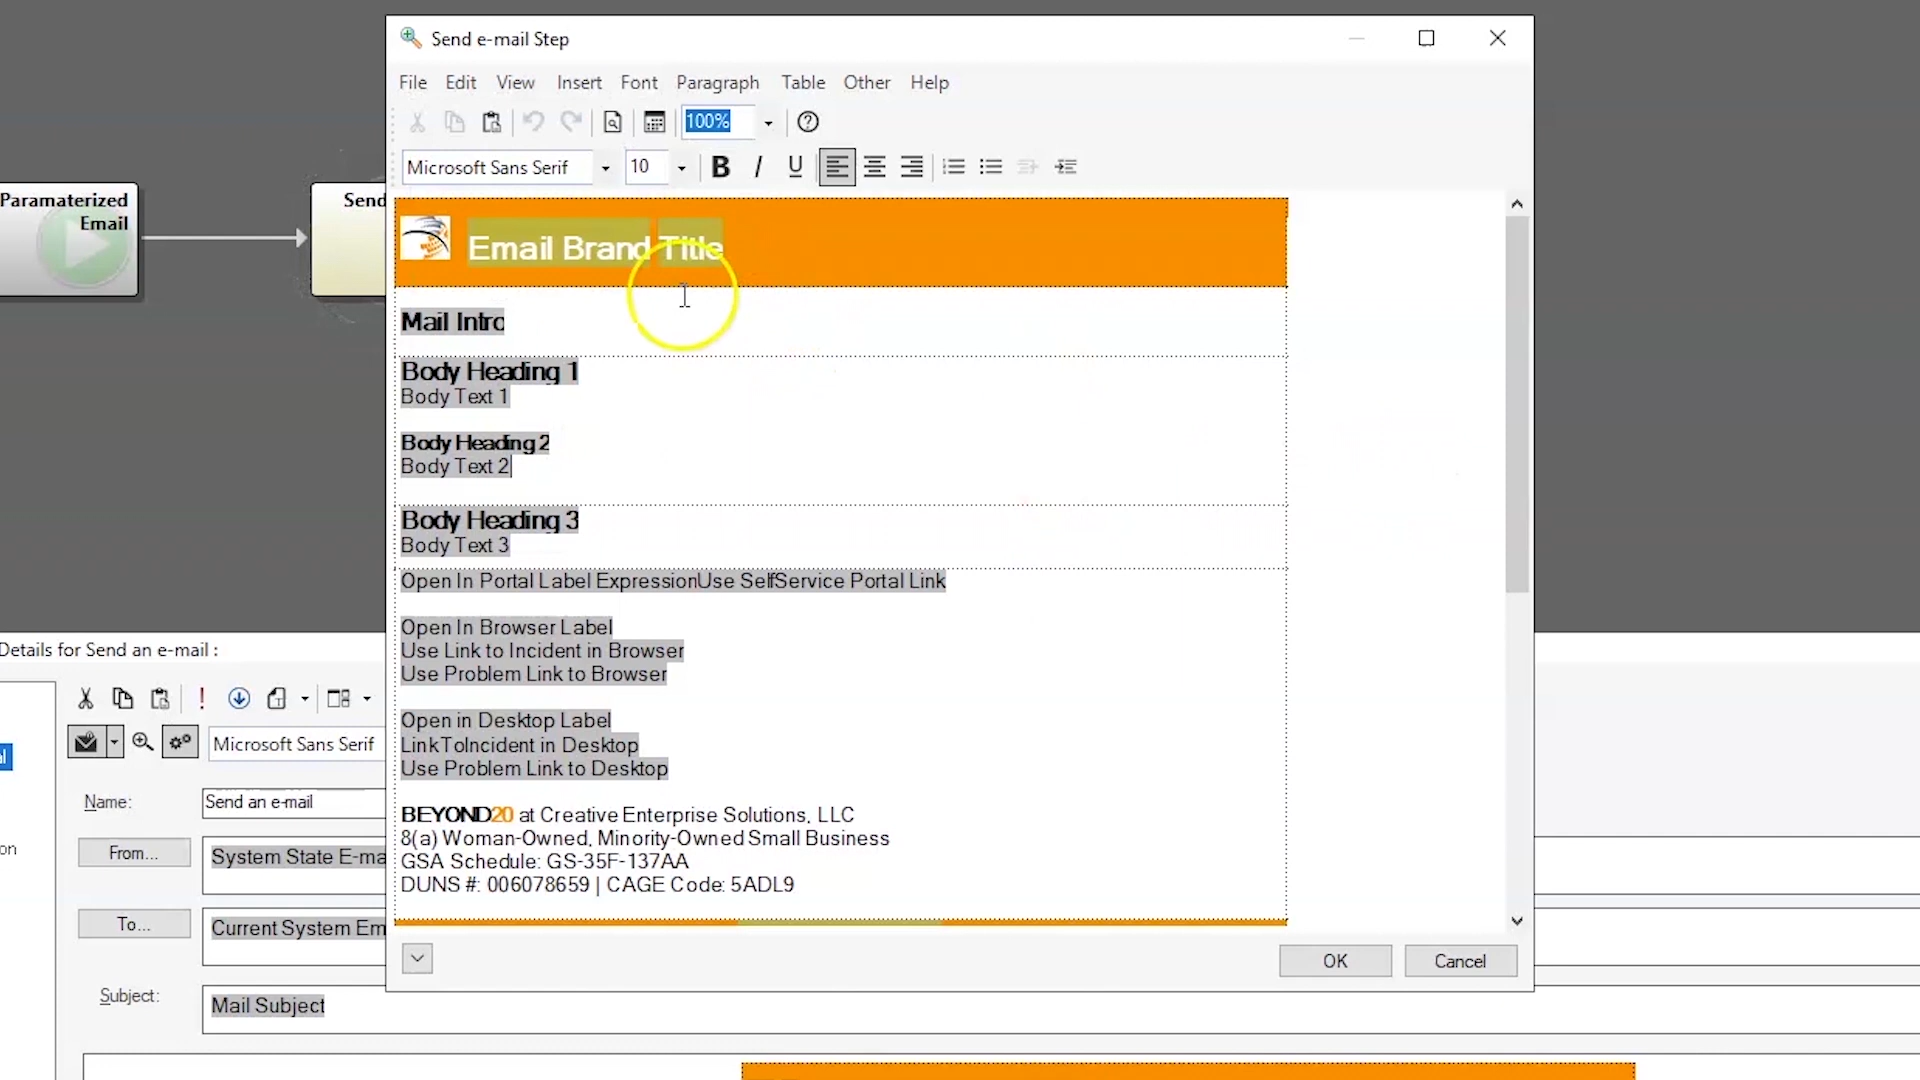 Send e-mail Step
File Edit View Insert Font Paragraph Table Other Help
100%
Microsoft Sans Serif 10 B I U
Paramaterized
Email
Send
Email Brand Title
Mail Intro
Body Heading 1
Body Text 1
Body Heading 2
Body Text 2
Body Heading 3
Body Text 3
Open In Portal Label ExpressionUse SelfService Portal Link
Open In Browser Label
Use Link to Incident in Browser
Use Problem Link to Browser
Open in Desktop Label
LinkToIncident in Desktop
Use Problem Link to Desktop
BEYOND20 at Creative Enterprise Solutions, LLC
8(a) Woman-Owned, Minority-Owned Small Business
GSA Schedule: GS-35F-137AA
DUNS #: 006078659 | CAGE Code: 5ADL9
OK Cancel
Details for Send an e-mail :
Microsoft Sans Serif
Name: Send an e-mail
From... System State E-ma
To... Current System Em
Subject: Mail Subject